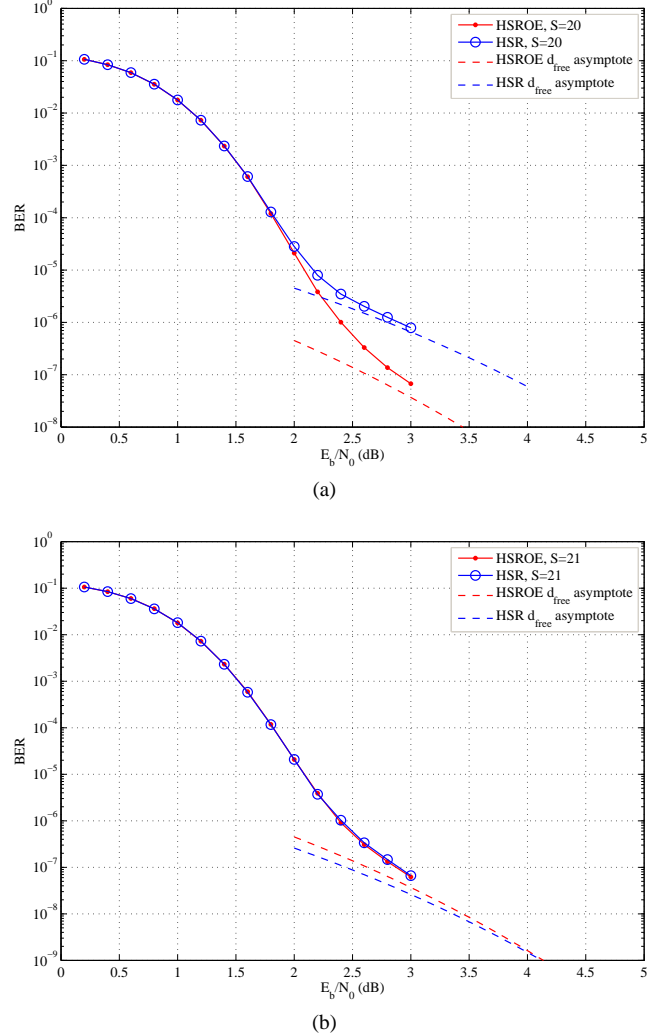 10^0
10^−1
10^−2
10^−3
10^−4
10^−5
10^−6
10^−7
10^−8
BER
HSROE, S=20
HSR, S=20
HSROE d_free asymptote
HSR d_free asymptote
0 0.5 1 1.5 2 2.5 3 3.5 4 4.5 5
E_b/N_0 (dB)
(a)
10^0
10^−1
10^−2
10^−3
10^−4
10^−5
10^−6
10^−7
10^−8
10^−9
BER
HSROE, S=21
HSR, S=21
HSROE d_free asymptote
HSR d_free asymptote
0 0.5 1 1.5 2 2.5 3 3.5 4 4.5 5
E_b/N_0 (dB)
(b)